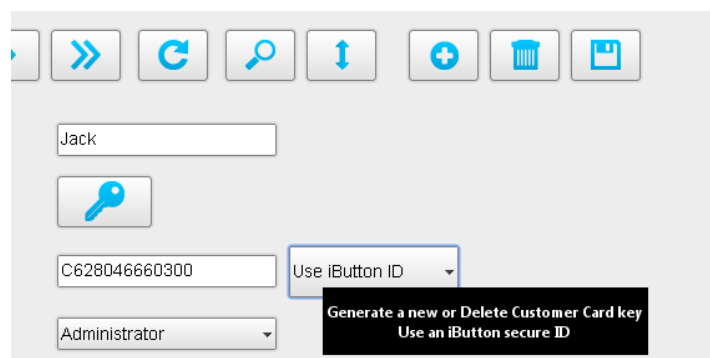 Jack
C628046660300
Use iButton ID
Generate a new or Delete Customer Card key
Use an iButton secure ID
Administrator